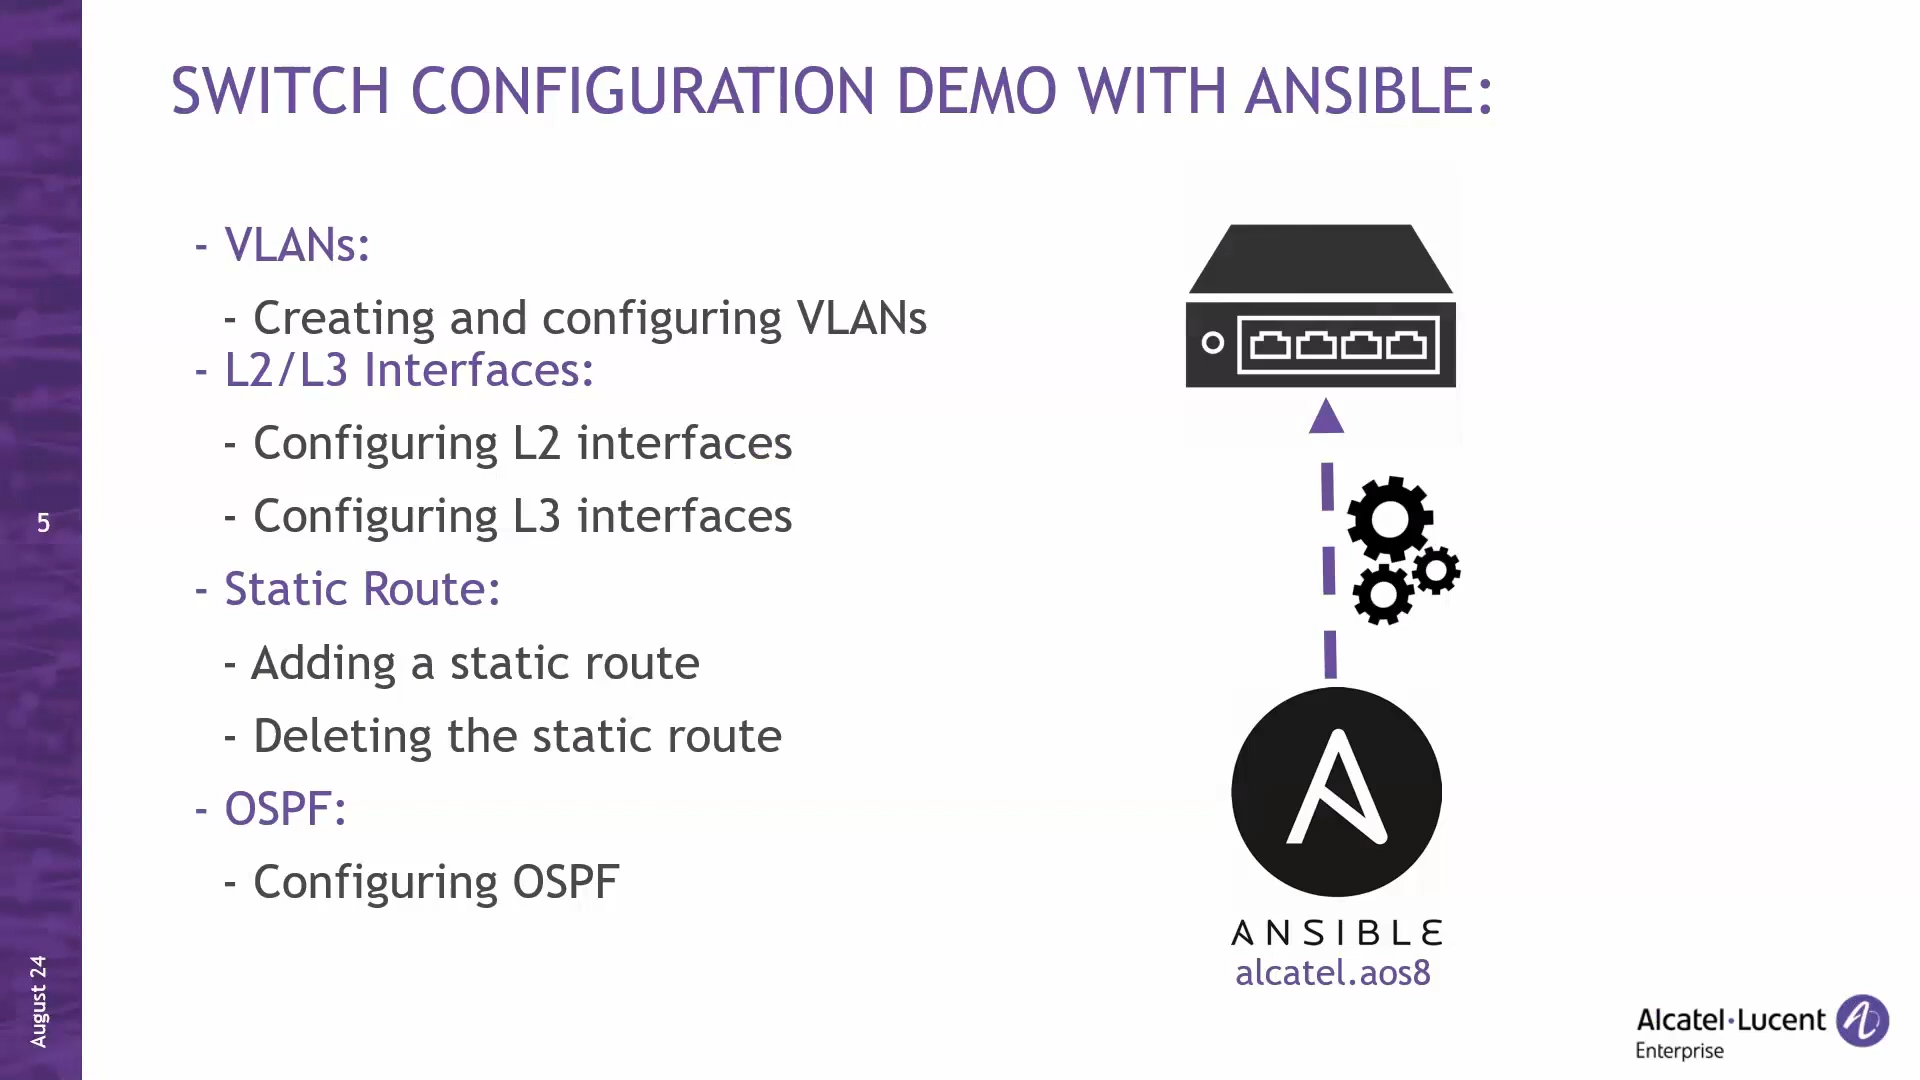 SWITCH CONFIGURATION DEMO WITH ANSIBLE:
- VLANs:
- Creating and configuring VLANs
- L2/L3 Interfaces:
- Configuring L2 interfaces
- Configuring L3 interfaces
- Static Route:
- Adding a static route
- Deleting the static route
- OSPF:
- Configuring OSPF
ANSIBLE
alcatel.aos8
5
August 24
Alcatel·Lucent
Enterprise